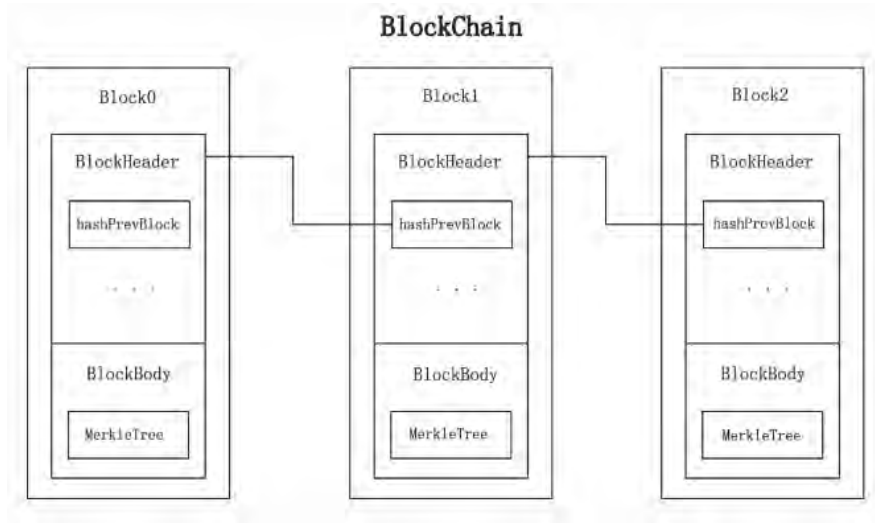 BlockChain
Block0
BlockHeader
hashPrevBlock
. . .
BlockBody
MerkleTree
Block1
BlockHeader
hashPrevBlock
. . .
BlockBody
MerkleTree
Block2
BlockHeader
hashPrevBlock
. . .
BlockBody
MerkleTree